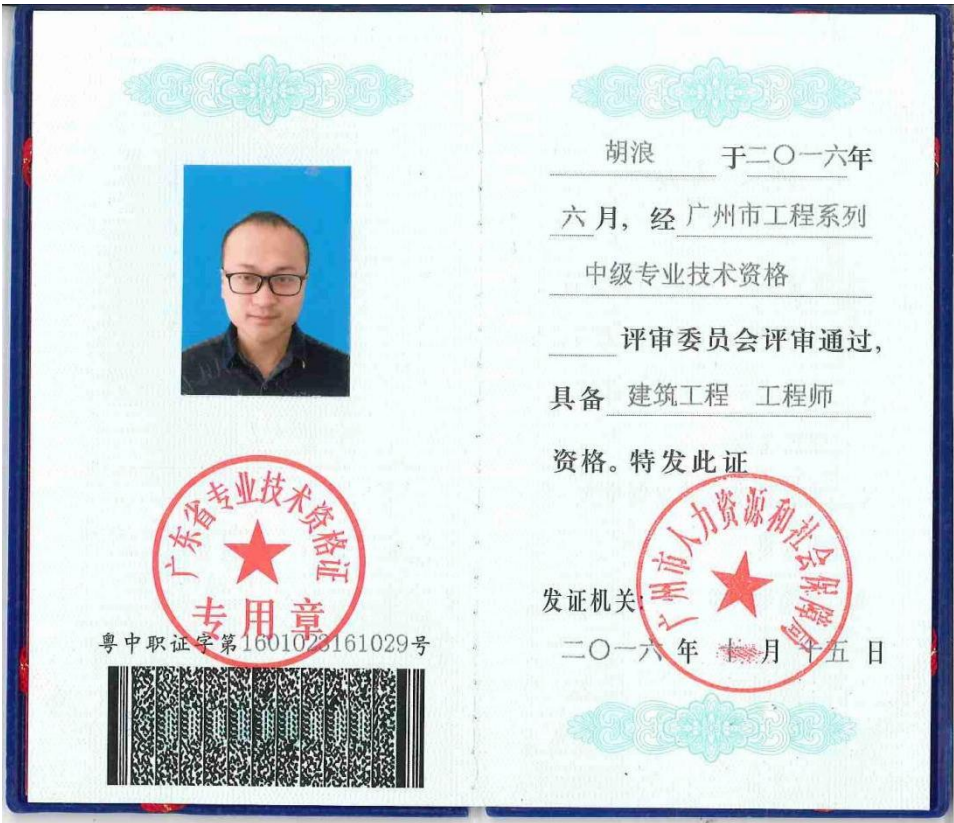 广东省专业技术资格证
专用章
粤中职证字第1601023161029号
胡浪 于二〇一六年
六月，经 广州市工程系列
中级专业技术资格
评审委员会评审通过，
具备 建筑工程 工程师
资格。特发此证
广州市人力资源和社会保障局
发证机关：
二〇一六 年 月 十五 日